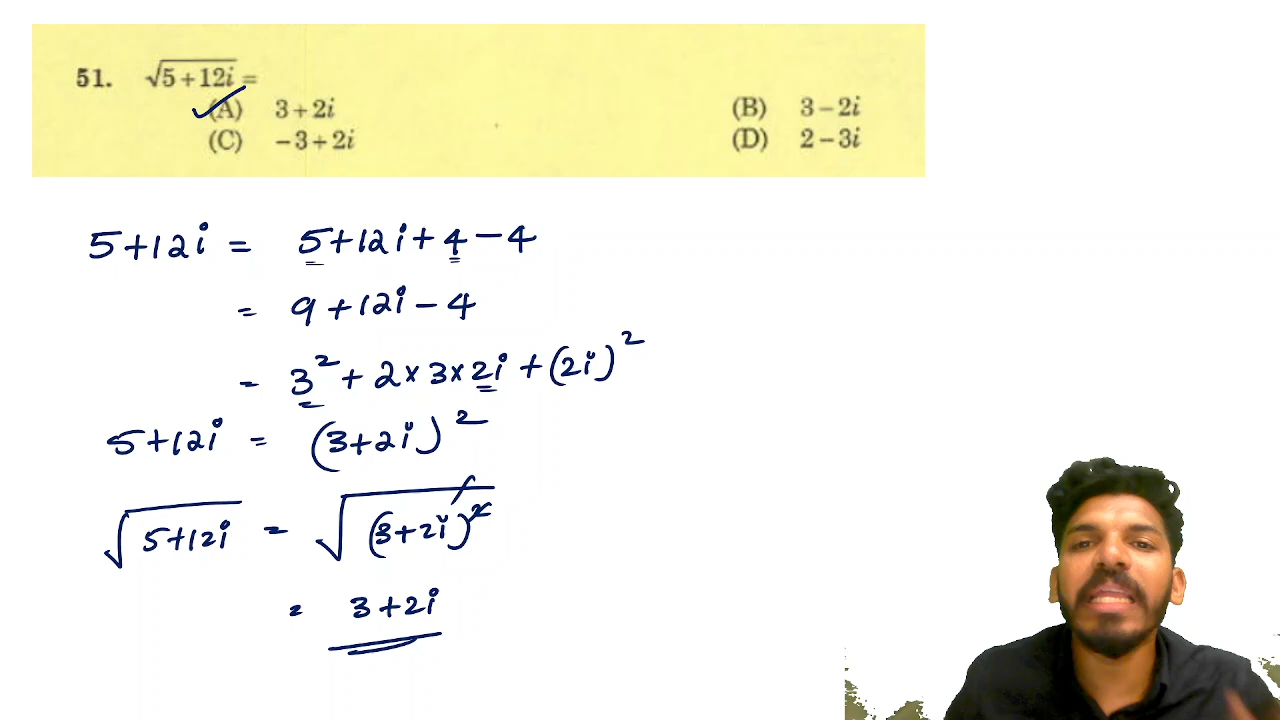 51. √5+12i =
(A) 3+2i (B) 3-2i
(C) -3+2i (D) 2-3i
5+12i = 5+12i+4-4
= 9+12i-4
= 3²+2×3×2i+(2i)²
5+12i = (3+2i)²
√5+12i = √(3+2i)²
= 3+2i